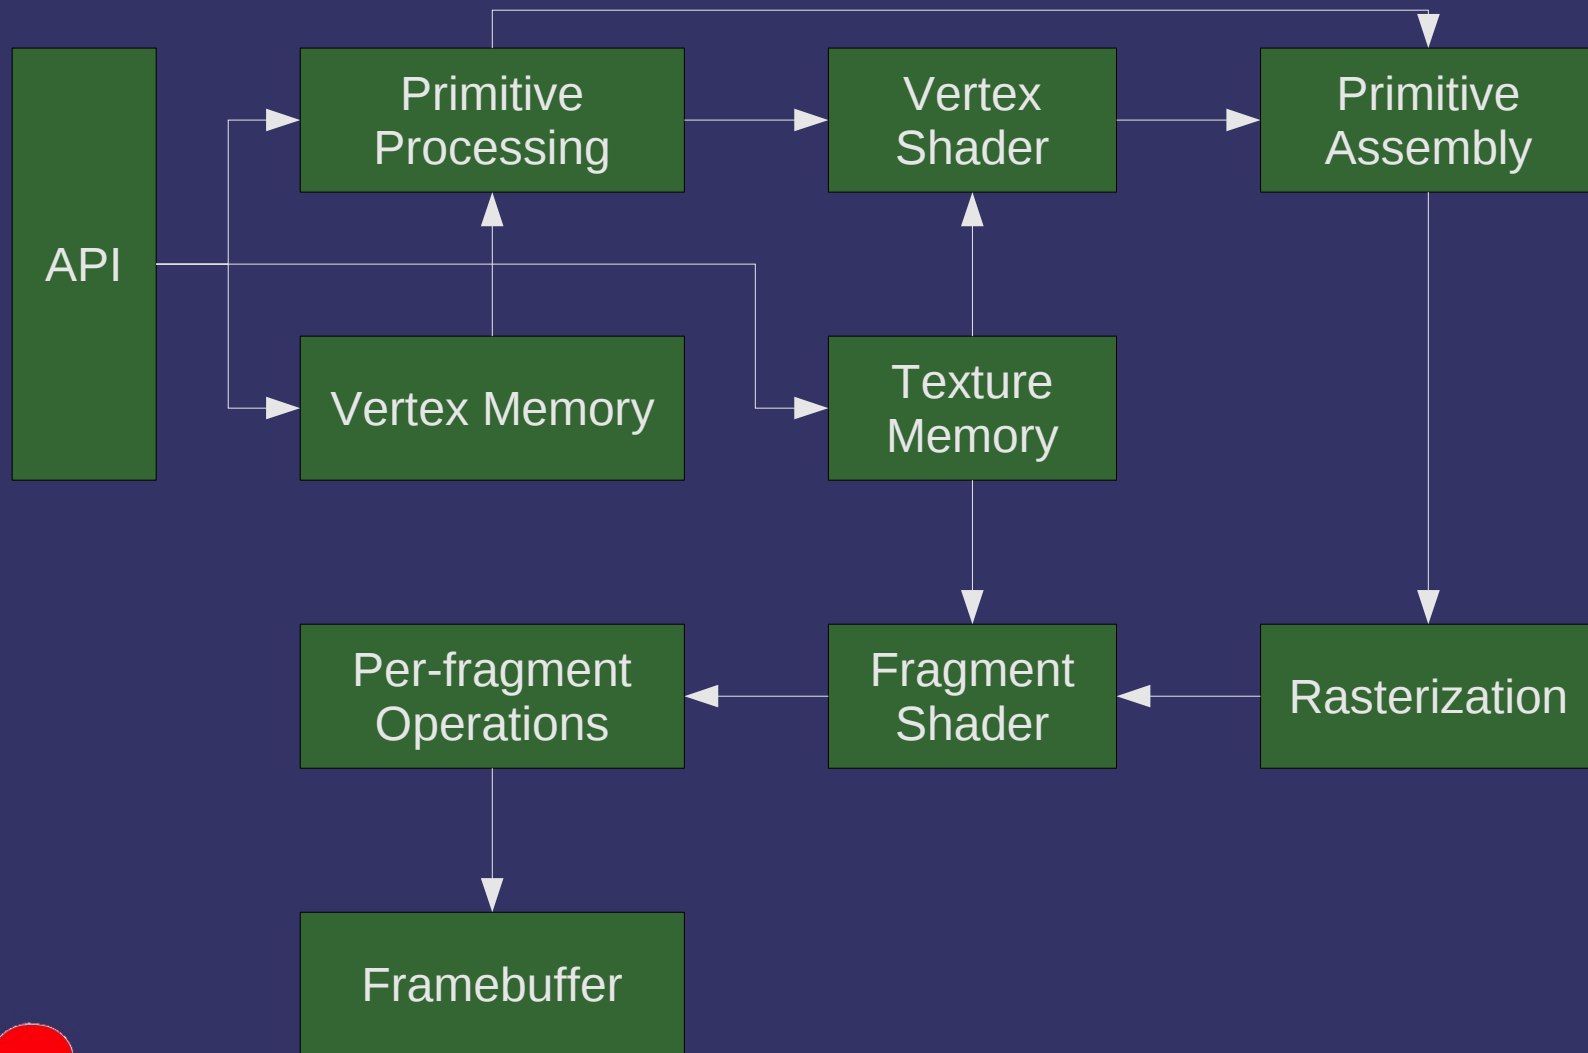 Primitive
Processing
Vertex
Shader
Primitive
Assembly
API
Vertex Memory
Texture
Memory
Per-fragment
Operations
Fragment
Shader
Rasterization
Framebuffer